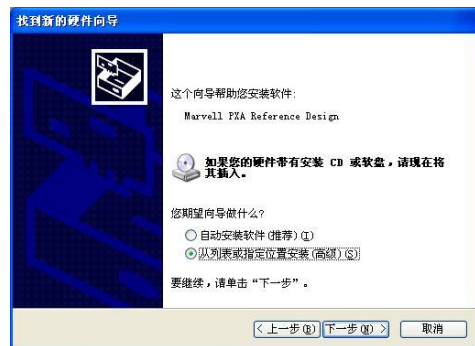 找到新的硬件向导
这个向导帮助您安装软件:
Marvell PXA Reference Design
如果您的硬件带有安装 CD 或软盘，请现在将
其插入。
您期望向导做什么?
自动安装软件(推荐)(I)
从列表或指定位置安装(高级)(S)
要继续，请单击“下一步”。
< 上一步(B) 下一步(N) > 取消